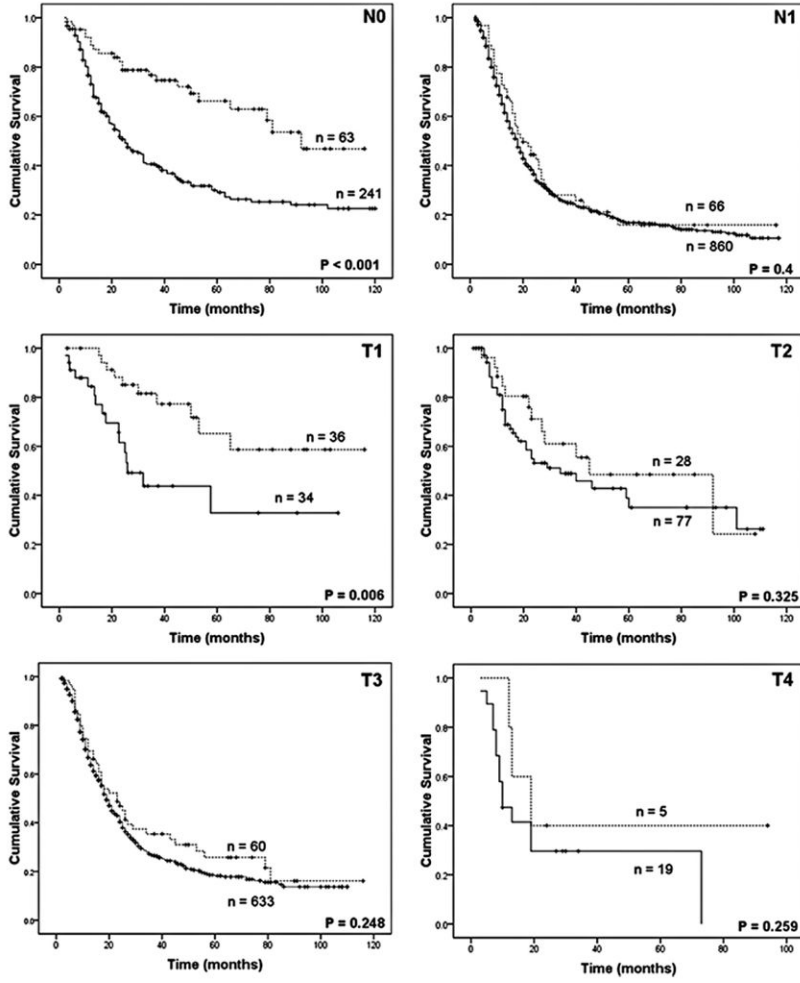 N0
Cumulative Survival
1.0
0.8
0.6
0.4
0.2
0.0
n = 63
n = 241
P < 0.001
0 20 40 60 80 100 120
Time (months)
N1
Cumulative Survival
1.0
0.8
0.6
0.4
0.2
0.0
n = 66
n = 860
P = 0.4
0 20 40 60 80 100 120
Time (months)
T1
Cumulative Survival
1.0
0.8
0.6
0.4
0.2
0.0
n = 36
n = 34
P = 0.006
0 20 40 60 80 100 120
Time (months)
T2
Cumulative Survival
1.0
0.8
0.6
0.4
0.2
0.0
n = 28
n = 77
P = 0.325
0 20 40 60 80 100 120
Time (months)
T3
Cumulative Survival
1.0
0.8
0.6
0.4
0.2
0.0
n = 60
n = 633
P = 0.248
0 20 40 60 80 100 120
Time (months)
T4
Cumulative Survival
1.0
0.8
0.6
0.4
0.2
0.0
n = 5
n = 19
P = 0.259
0 20 40 60 80 100
Time (months)